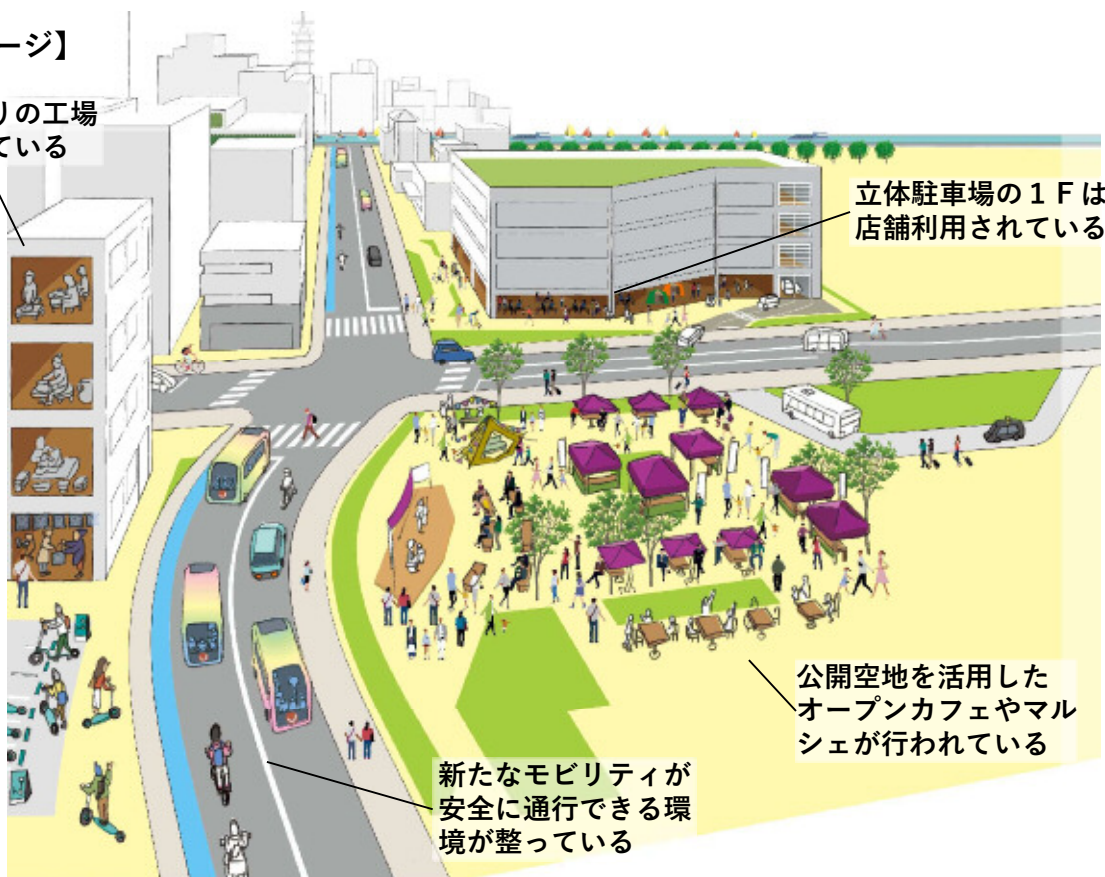 ージ】
りの工場
ている
立体駐車場の１Ｆは
店舗利用されている
公開空地を活用した
オープンカフェやマル
シェが行われている
新たなモビリティが
安全に通行できる環
境が整っている